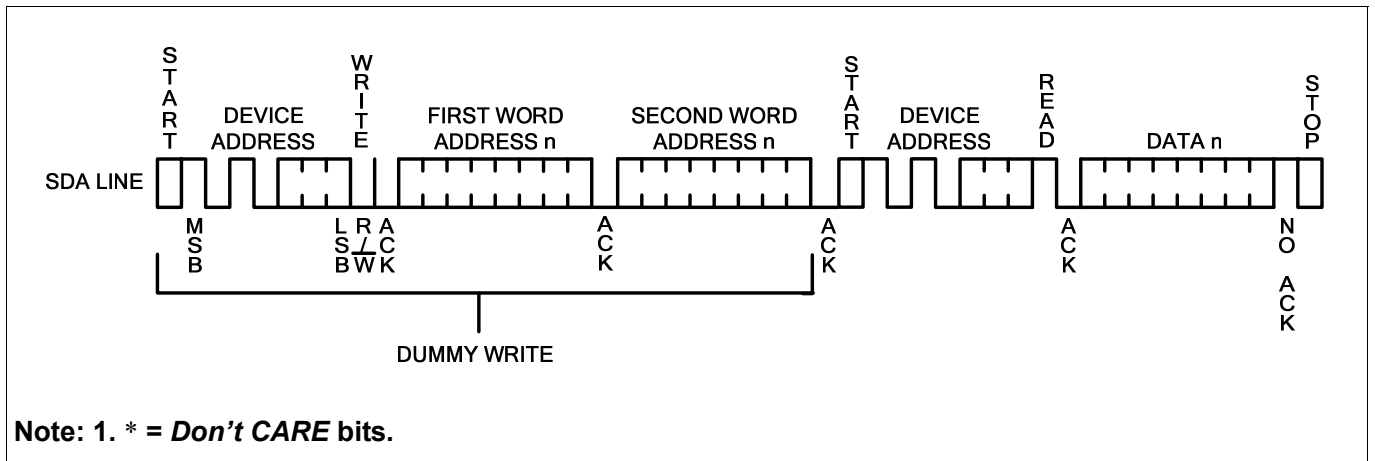 START
DEVICE
ADDRESS
WRITE
FIRST WORD
ADDRESS n
SECOND WORD
ADDRESS n
START
DEVICE
ADDRESS
READ
DATA n
STOP
SDA LINE
MSB
LSB
R/W
ACK
ACK
ACK
ACK
NO ACK
DUMMY WRITE
Note: 1. * = Don't CARE bits.